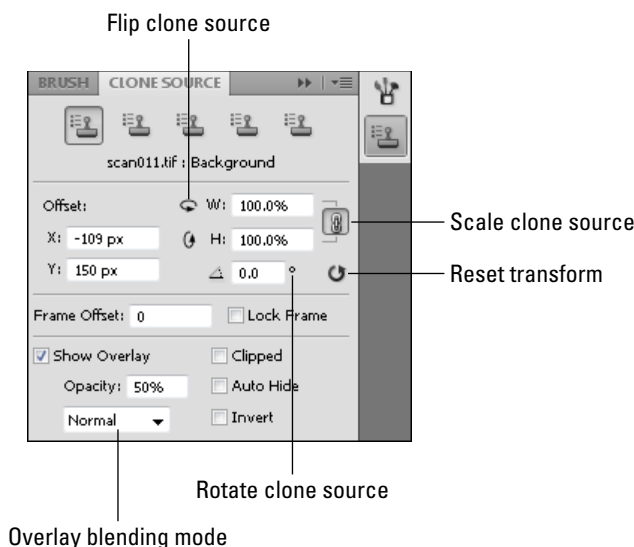 Flip clone source
BRUSH CLONE SOURCE
scan011.tif : Background
Offset: W: 100.0%
X: -109 px H: 100.0%
Y: 150 px 0.0 °
Scale clone source
Reset transform
Frame Offset: 0 Lock Frame
Show Overlay Clipped
Opacity: 50% Auto Hide
Normal Invert
Rotate clone source
Overlay blending mode